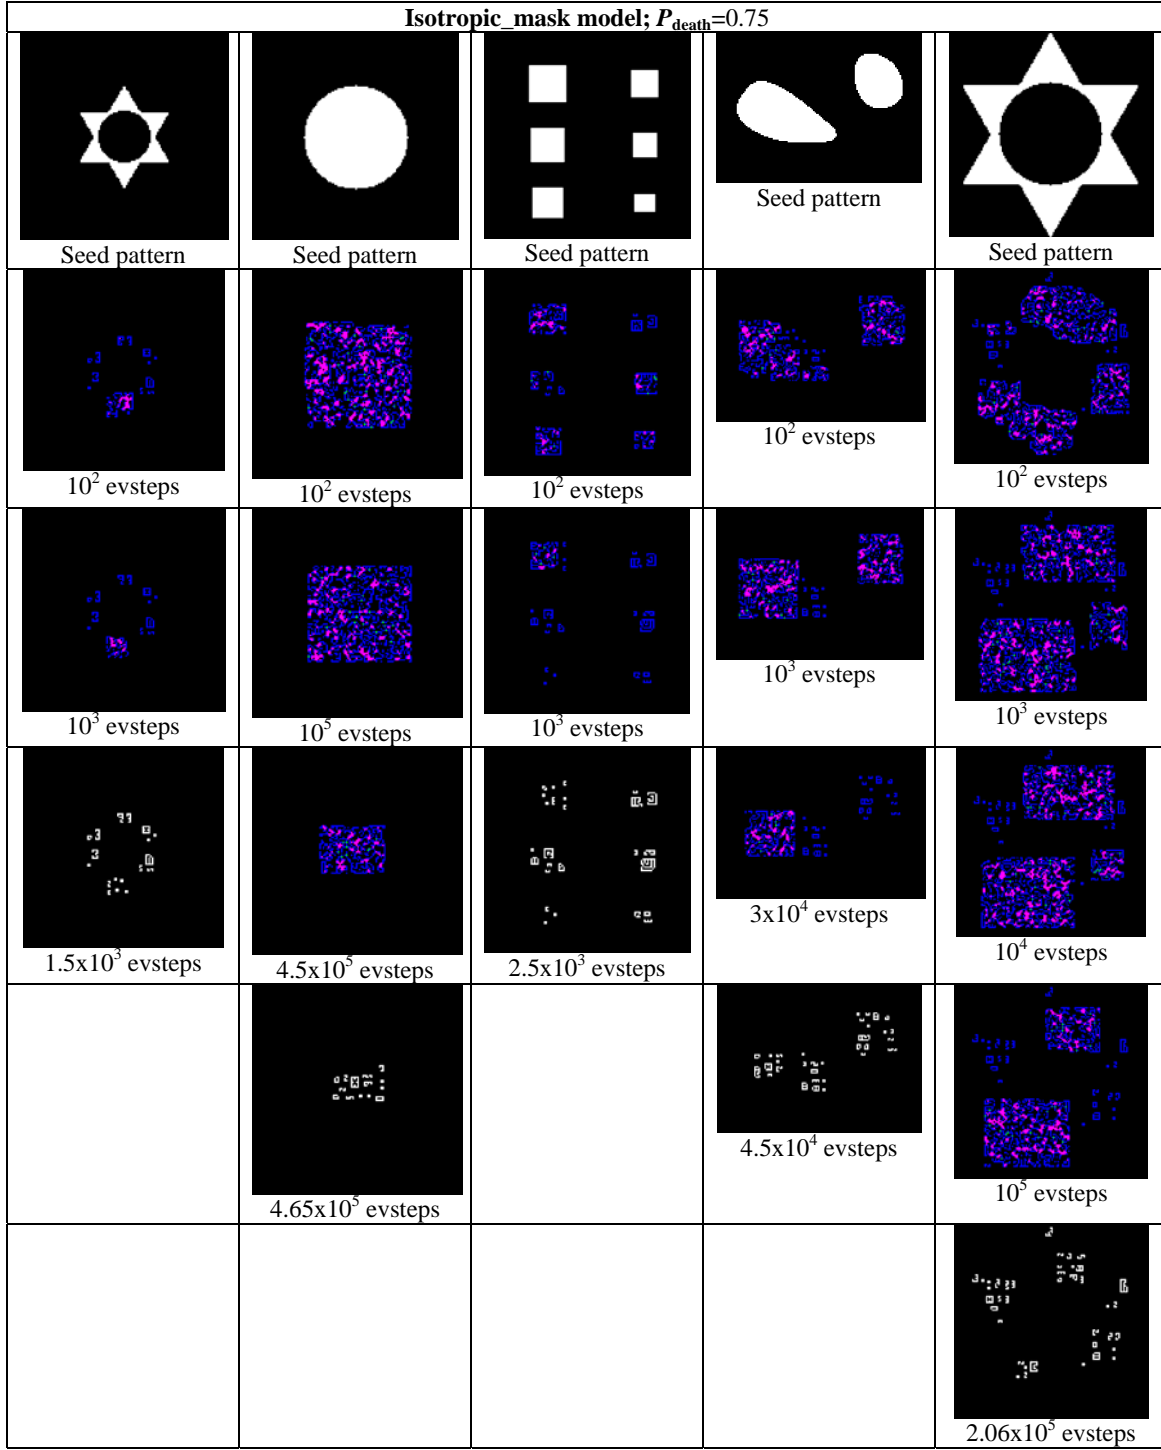 Isotropic_mask model; P_death=0.75
Seed pattern
Seed pattern
Seed pattern
Seed pattern
Seed pattern
10² evsteps
10² evsteps
10² evsteps
10² evsteps
10² evsteps
10³ evsteps
10⁵ evsteps
10³ evsteps
10³ evsteps
10³ evsteps
1.5x10³ evsteps
4.5x10⁵ evsteps
2.5x10³ evsteps
3x10⁴ evsteps
10⁴ evsteps
4.65x10⁵ evsteps
4.5x10⁴ evsteps
10⁵ evsteps
2.06x10⁵ evsteps